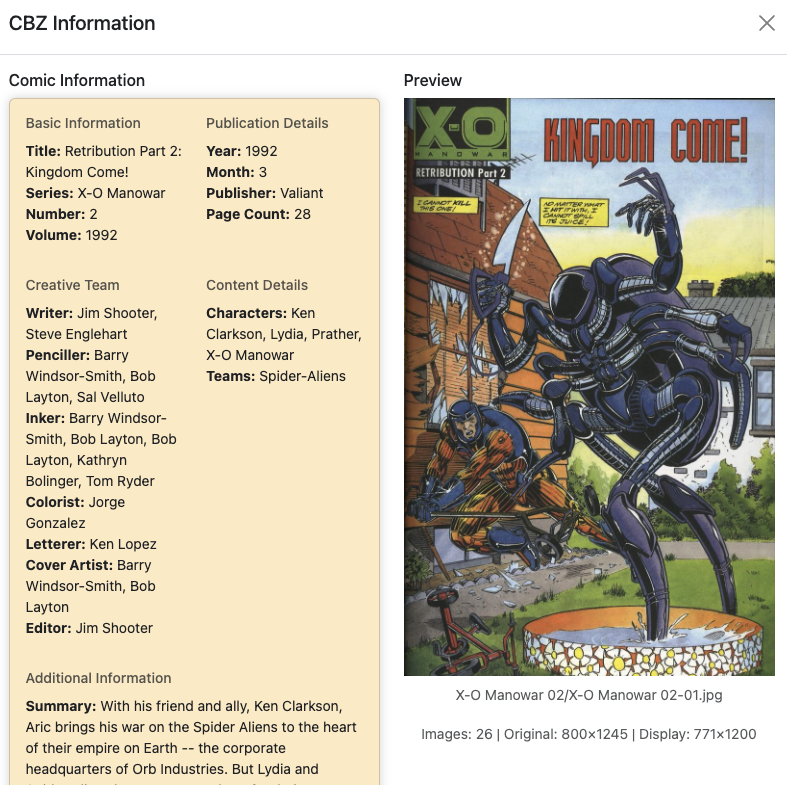 CBZ Information
Comic Information
Basic Information
Title: Retribution Part 2:
Kingdom Come!
Series: X-O Manowar
Number: 2
Volume: 1992
Publication Details
Year: 1992
Month: 3
Publisher: Valiant
Page Count: 28
Creative Team
Writer: Jim Shooter,
Steve Englehart
Penciller: Barry
Windsor-Smith, Bob
Layton, Sal Velluto
Inker: Barry Windsor-
Smith, Bob Layton, Bob
Layton, Kathryn
Bolinger, Tom Ryder
Colorist: Jorge
Gonzalez
Letterer: Ken Lopez
Cover Artist: Barry
Windsor-Smith, Bob
Layton
Editor: Jim Shooter
Content Details
Characters: Ken
Clarkson, Lydia, Prather,
X-O Manowar
Teams: Spider-Aliens
Additional Information
Summary: With his friend and ally, Ken Clarkson,
Aric brings his war on the Spider Aliens to the heart
of their empire on Earth -- the corporate
headquarters of Orb Industries. But Lydia and
Preview
X-O
MANOWAR
RETRIBUTION Part 2
KINGDOM COME!
I CANNOT KILL
THIS ONE!
NO MATTER WHAT
I HIT IT WITH, I
CANNOT SPILL
ITS JUICE!
X-O Manowar 02/X-O Manowar 02-01.jpg
Images: 26 | Original: 800×1245 | Display: 771×1200